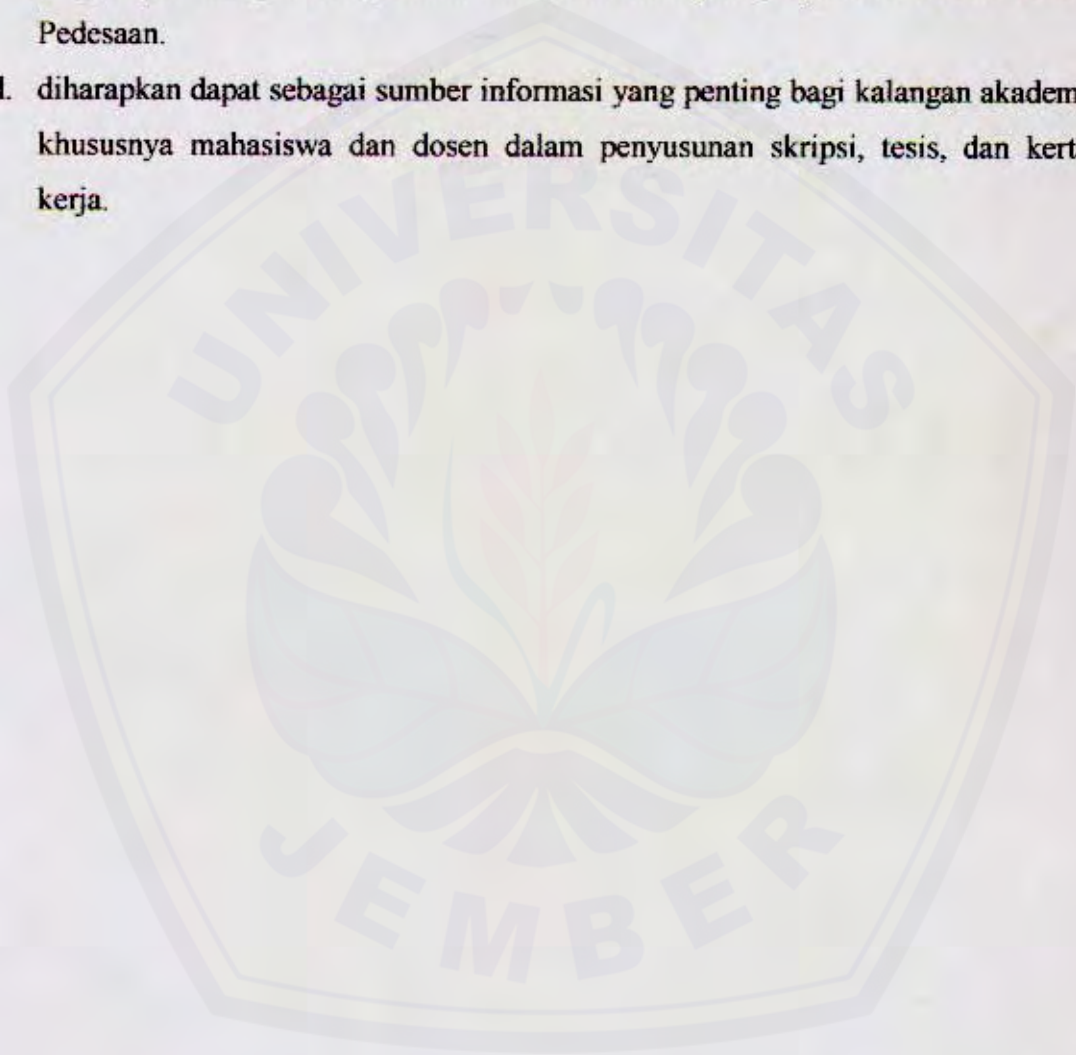 Pedesaan.
diharapkan dapat sebagai sumber informasi yang penting bagi kalangan akadem
khususnya mahasiswa dan dosen dalam penyusunan skripsi, tesis, dan kert
kerja.
UNIVERSITAS
JEMBER